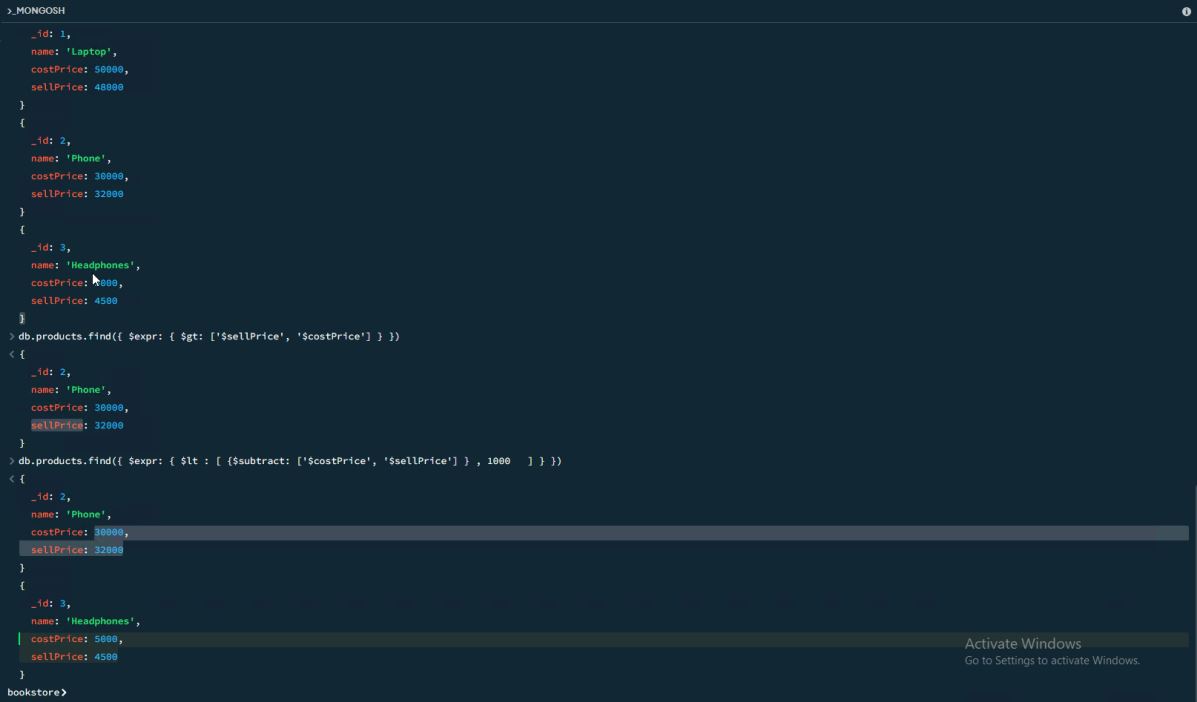 >_MONGOSH
_id: 1,
name: 'Laptop',
costPrice: 50000,
sellPrice: 48000
}
{
_id: 2,
name: 'Phone',
costPrice: 30000,
sellPrice: 32000
}
{
_id: 3,
name: 'Headphones',
costPrice: 000,
sellPrice: 4500
}
> db.products.find({ $expr: { $gt: ['$sellPrice', '$costPrice'] } })
< {
_id: 2,
name: 'Phone',
costPrice: 30000,
sellPrice: 32000
}
> db.products.find({ $expr: { $lt : [ {$subtract: ['$costPrice', '$sellPrice'] } , 1000 ] } })
< {
_id: 2,
name: 'Phone',
costPrice: 30000,
sellPrice: 32000
}
{
_id: 3,
name: 'Headphones',
costPrice: 5000,
sellPrice: 4500
}
Activate Windows
Go to Settings to activate Windows.
bookstore>